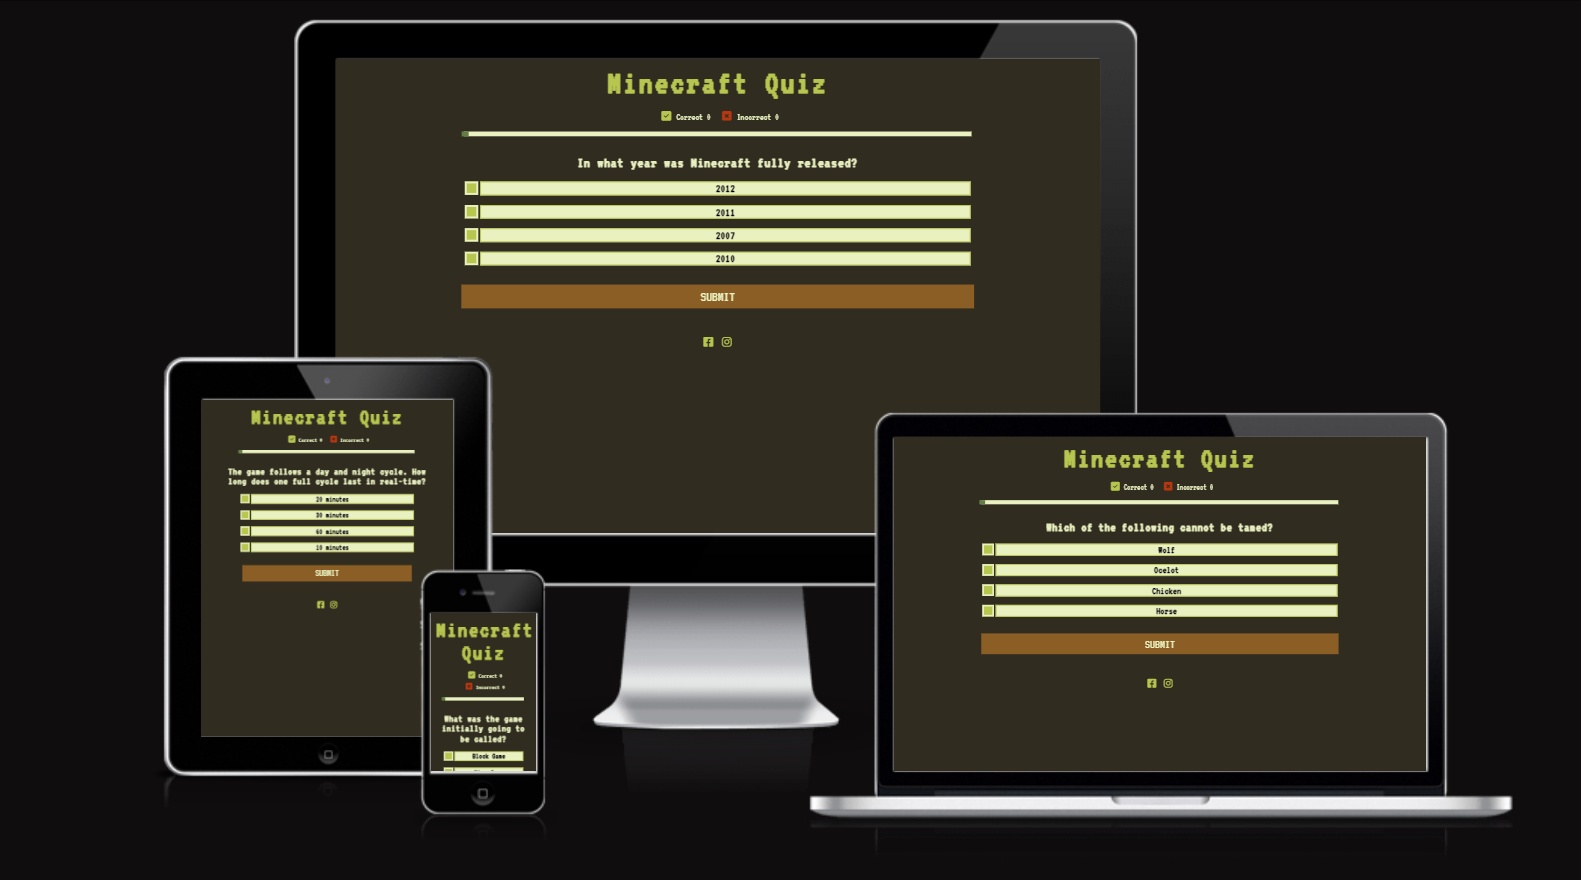 Minecraft Quiz
Correct 0 Incorrect 0
In what year was Minecraft fully released?
2012
2011
2007
2010
SUBMIT
Minecraft Quiz
Correct 0 Incorrect 0
The game follows a day and night cycle. How
long does one full cycle last in real-time?
20 minutes
30 minutes
60 minutes
10 minutes
SUBMIT
Minecraft
Quiz
Correct 0
Incorrect 0
What was the game
initially going to
be called?
Block Game
Minecraft Quiz
Correct 0 Incorrect 0
Which of the following cannot be tamed?
Wolf
Ocelot
Chicken
Horse
SUBMIT